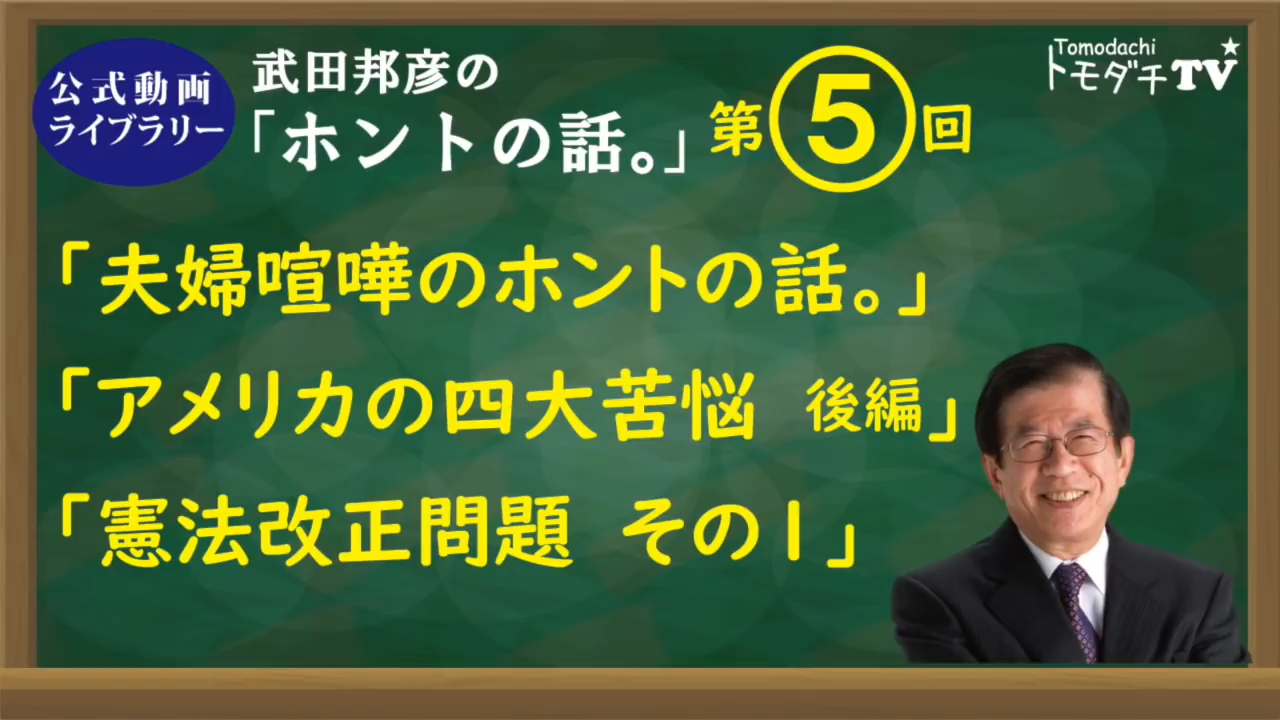 公式動画
ライブラリー
武田邦彦の
「ホントの話。」第⑤回
Tomodachi
トモダチTV
「夫婦喧嘩のホントの話。」
「アメリカの四大苦悩 後編」
「憲法改正問題 その1」